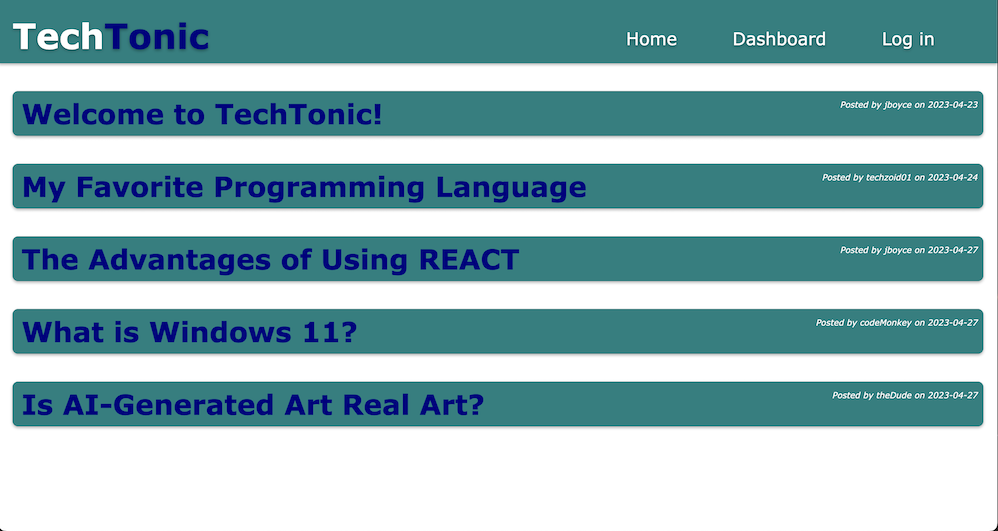 TechTonic
Home Dashboard Log in
Welcome to TechTonic!
Posted by jboyce on 2023-04-23
My Favorite Programming Language
Posted by techzoid01 on 2023-04-24
The Advantages of Using REACT
Posted by jboyce on 2023-04-27
What is Windows 11?
Posted by codeMonkey on 2023-04-27
Is AI-Generated Art Real Art?
Posted by theDude on 2023-04-27